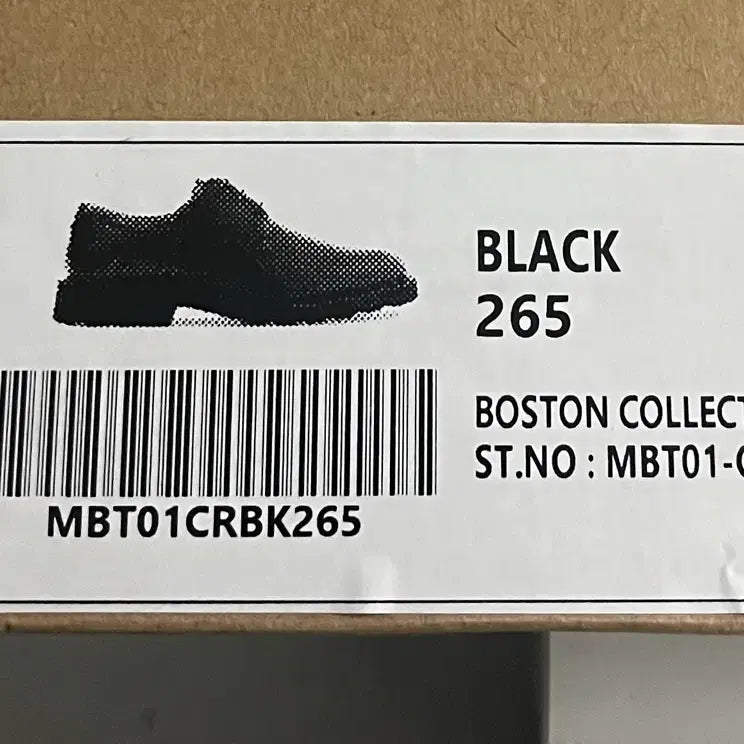 BLACK
265
BOSTON COLLECT
ST.NO : MBT01-
MBT01CRBK265